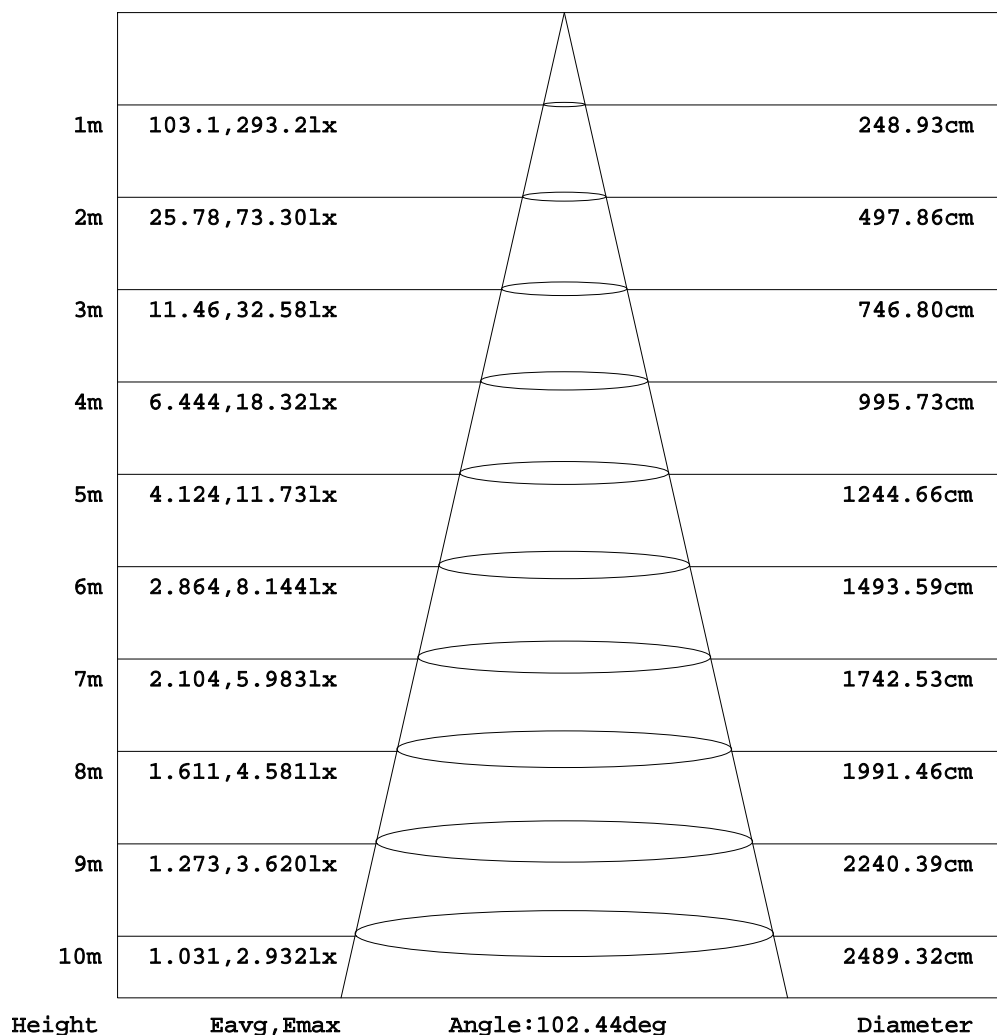 1m 103.1,293.2lx 248.93cm
2m 25.78,73.30lx 497.86cm
3m 11.46,32.58lx 746.80cm
4m 6.444,18.32lx 995.73cm
5m 4.124,11.73lx 1244.66cm
6m 2.864,8.144lx 1493.59cm
7m 2.104,5.983lx 1742.53cm
8m 1.611,4.581lx 1991.46cm
9m 1.273,3.620lx 2240.39cm
10m 1.031,2.932lx 2489.32cm
Height Eavg,Emax Angle:102.44deg Diameter